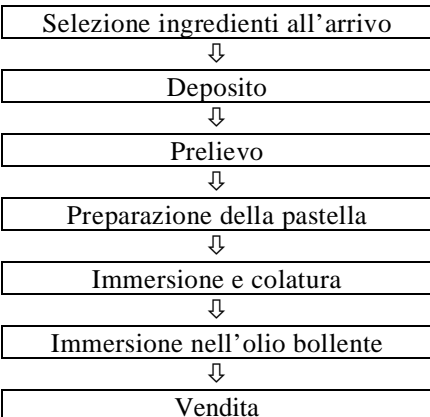 Selezione ingredienti all’arrivo
⇩
Deposito
⇩
Prelievo
⇩
Preparazione della pastella
⇩
Immersione e colatura
⇩
Immersione nell’olio bollente
⇩
Vendita